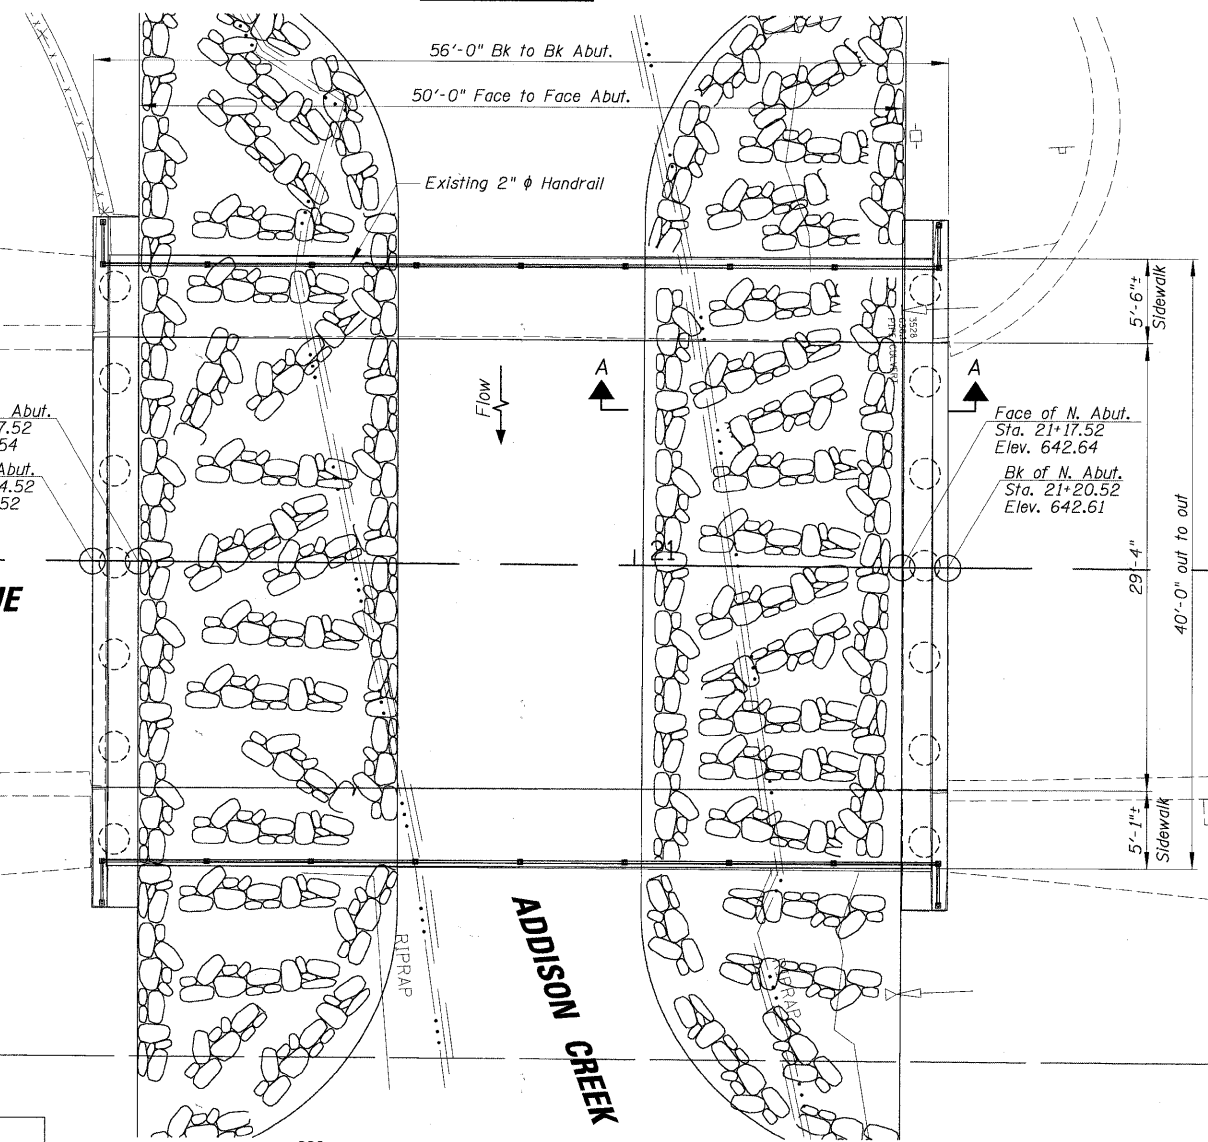 56'-0" Bk to Bk Abut.
50'-0" Face to Face Abut.
Existing 2" ϕ Handrail
5'-6"±
Sidewalk
Flow
A
A
Abut.
7.52
54
Abut.
4.52
52
Face of N. Abut.
Sta. 21+17.52
Elev. 642.64
Bk of N. Abut.
Sta. 21+20.52
Elev. 642.61
21
29'-4"
40'-0" out to out
5'-1"±
Sidewalk
RIPRAP
ADDISON CREEK